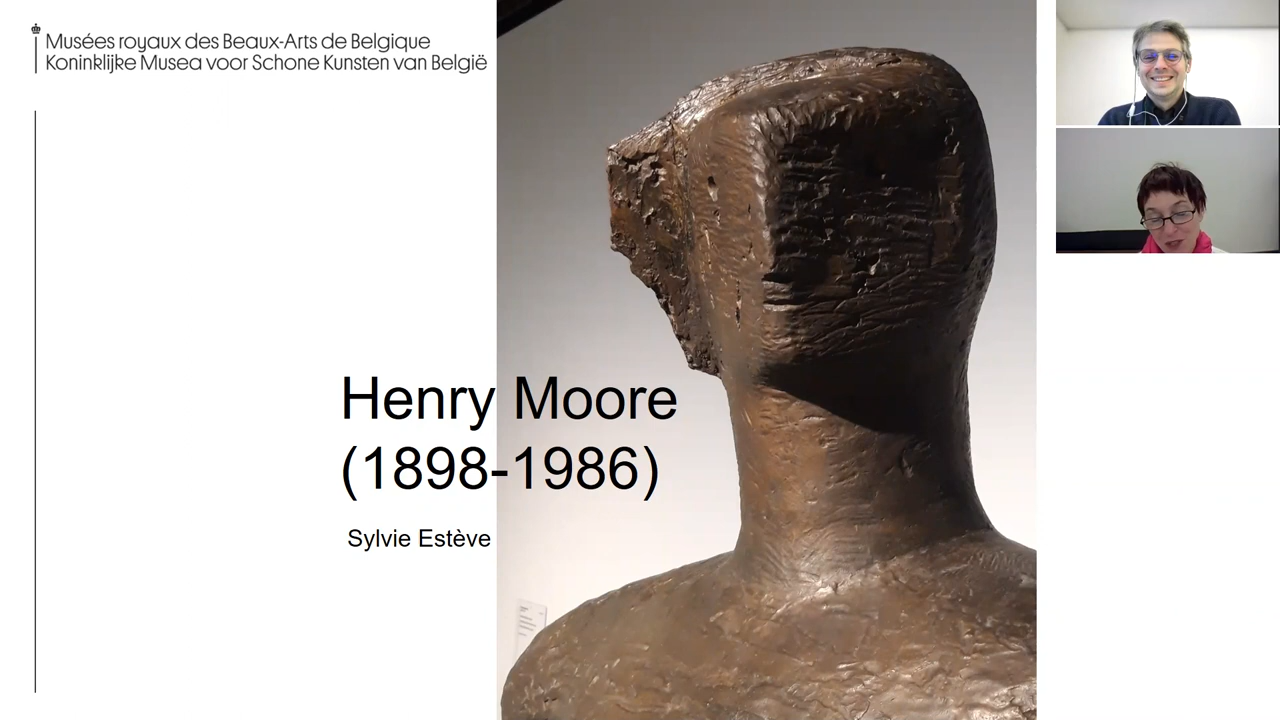 Musées royaux des Beaux-Arts de Belgique
Koninklijke Musea voor Schone Kunsten van België
Henry Moore
(1898-1986)
Sylvie Estève